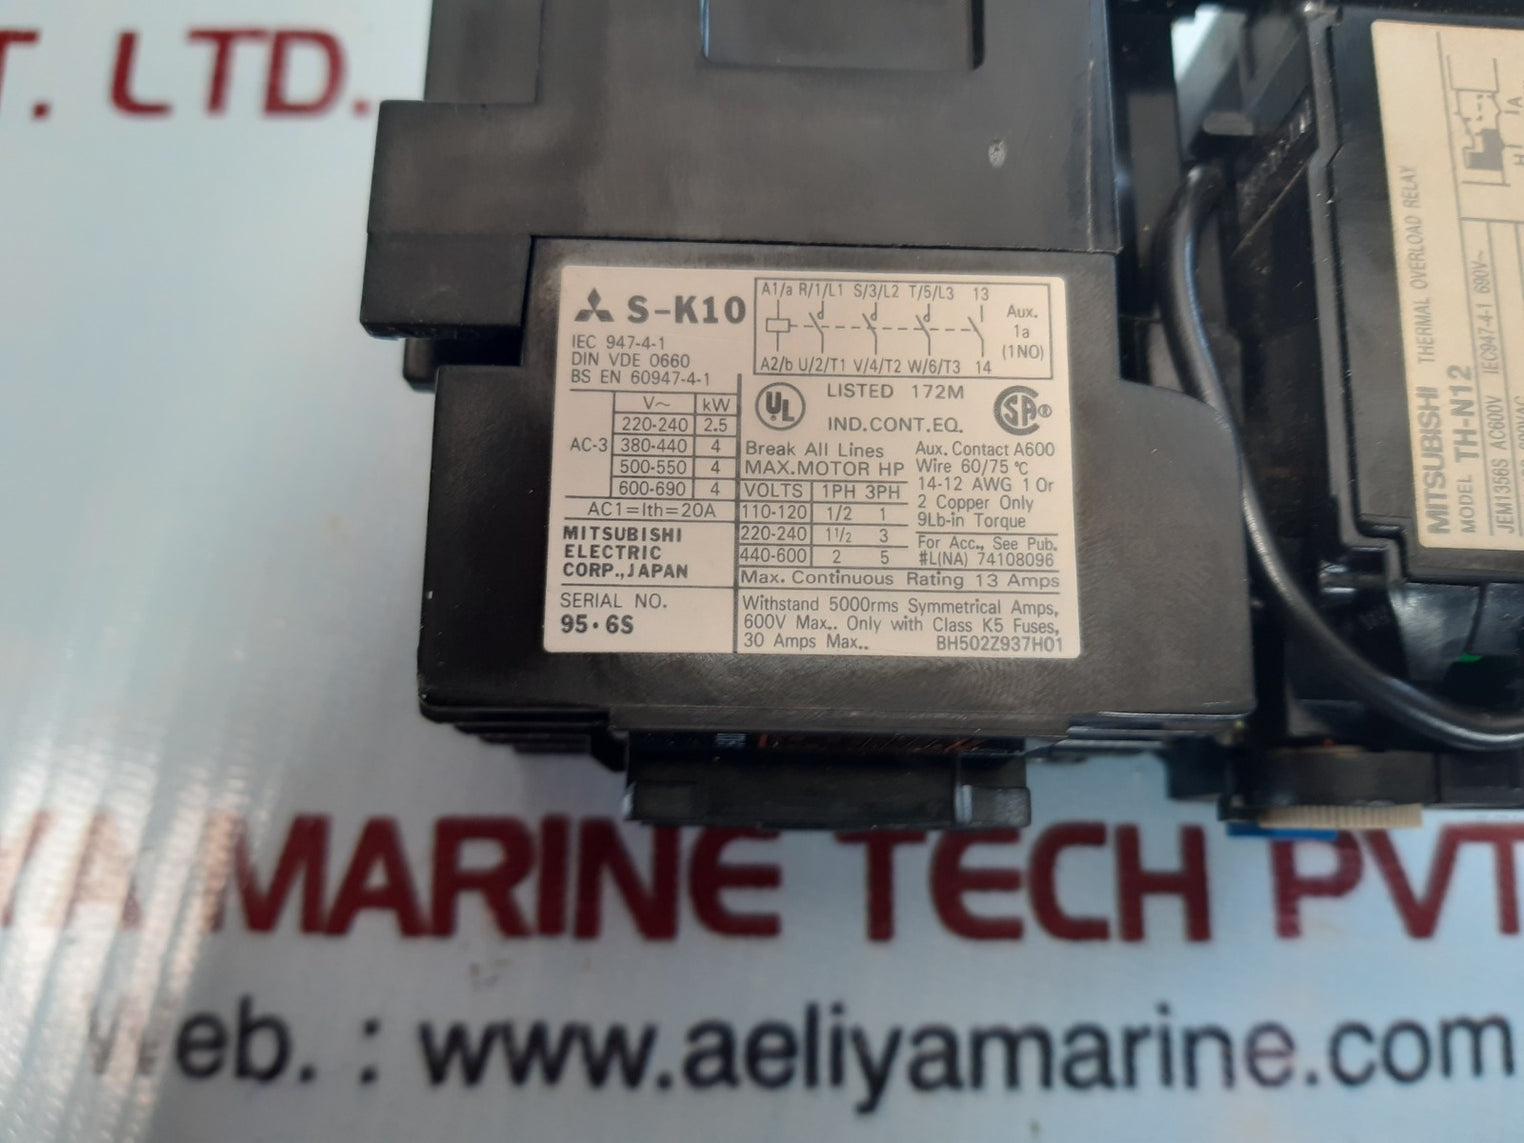 T. LTD.
S-K10
IEC 947-4-1
DIN VDE 0660
BS EN 60947-4-1
A1/a R/1/L1 S/3/L2 T/5/L3 13
Aux.
1a
(1NO)
A2/b U/2/T1 V/4/T2 W/6/T3 14
V~ kW
AC-3
220-240 2.5
380-440 4
500-550 4
600-690 4
AC1=Ith=20A
MITSUBISHI
ELECTRIC
CORP.,JAPAN
SERIAL NO.
95·6S
UL
LISTED 172M
IND.CONT.EQ.
SA®
Break All Lines
MAX.MOTOR HP
VOLTS 1PH 3PH
110-120 1/2 1
220-240 1 1/2 3
440-600 2 5
Aux. Contact A600
Wire 60/75 ℃
14-12 AWG 1 Or
2 Copper Only
9Lb-in Torque
For Acc., See Pub.
#L(NA) 74108096
Max. Continuous Rating 13 Amps
Withstand 5000rms Symmetrical Amps,
600V Max.. Only with Class K5 Fuses,
30 Amps Max.. BH502Z937H01
MITSUBISHI THERMAL OVERLOAD RELAY
MODEL TH-N12
JEM1356S AC600V IEC947-4-1 690V~
H 1A
YA MARINE TECH PVT
Web. : www.aeliyamarine.com